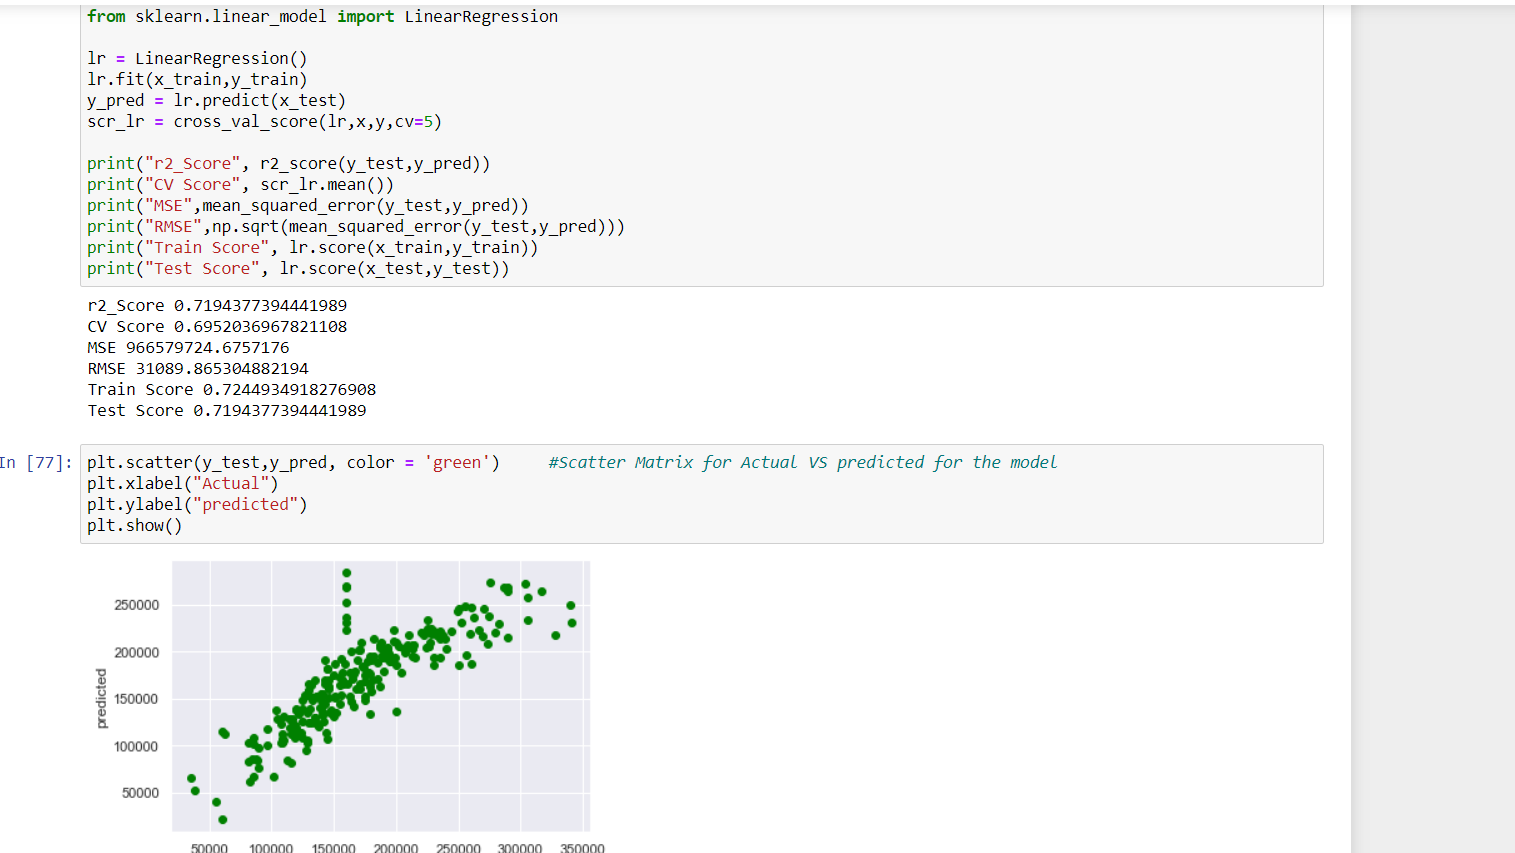 from sklearn.linear_model import LinearRegression
lr = LinearRegression()
lr.fit(x_train,y_train)
y_pred = lr.predict(x_test)
scr_lr = cross_val_score(lr,x,y,cv=5)
print("r2_Score", r2_score(y_test,y_pred))
print("CV Score", scr_lr.mean())
print("MSE",mean_squared_error(y_test,y_pred))
print("RMSE",np.sqrt(mean_squared_error(y_test,y_pred)))
print("Train Score", lr.score(x_train,y_train))
print("Test Score", lr.score(x_test,y_test))
r2_Score 0.7194377394441989
CV Score 0.6952036967821108
MSE 966579724.6757176
RMSE 31089.865304882194
Train Score 0.7244934918276908
Test Score 0.7194377394441989
In [77]: plt.scatter(y_test,y_pred, color = 'green') #Scatter Matrix for Actual VS predicted for the model
plt.xlabel("Actual")
plt.ylabel("predicted")
plt.show()
250000
200000
150000
100000
50000
predicted
50000 100000 150000 200000 250000 300000 350000